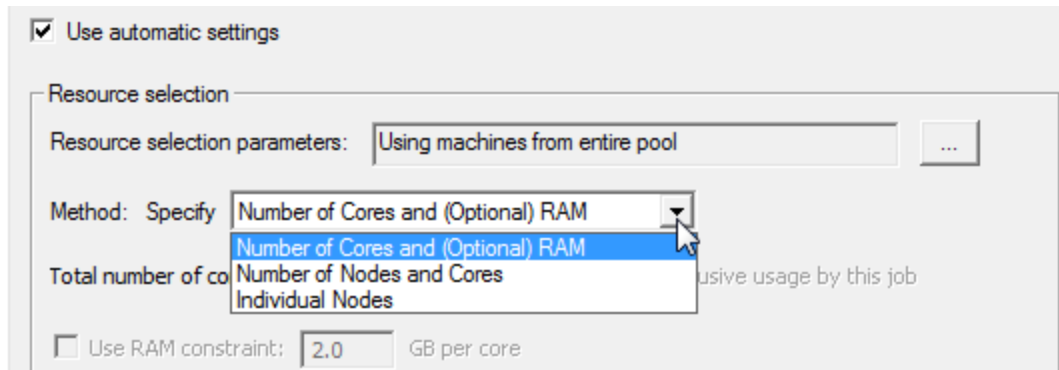 Use automatic settings
Resource selection
Resource selection parameters: Using machines from entire pool ...
Method: Specify Number of Cores and (Optional) RAM
Number of Cores and (Optional) RAM
Total number of co Number of Nodes and Cores usive usage by this job
Individual Nodes
Use RAM constraint: 2.0 GB per core